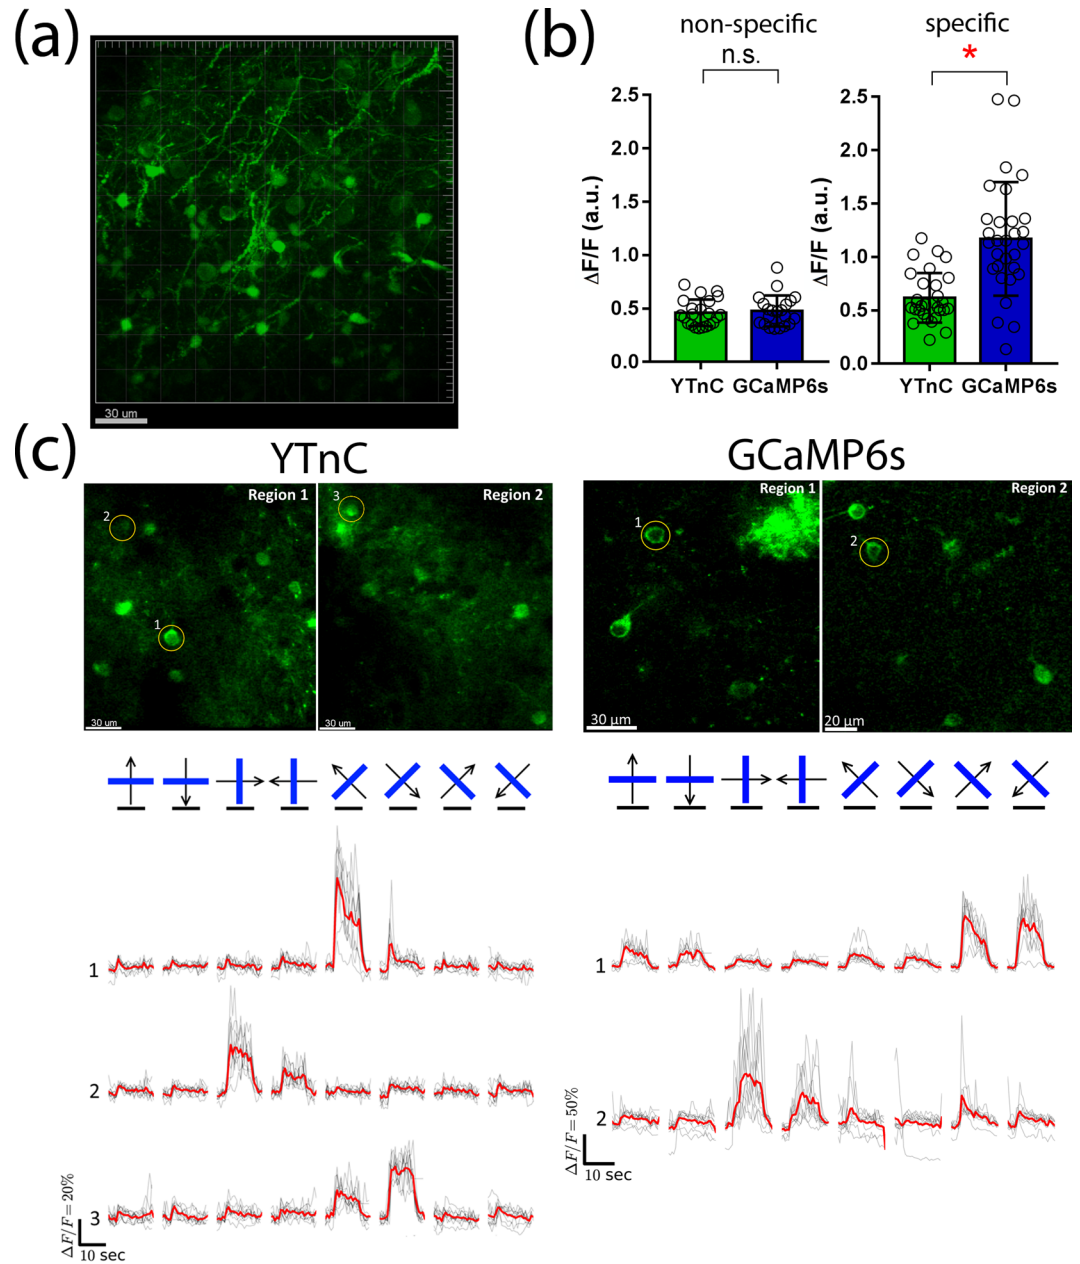 (a)
30 um
(b)
non-specific
n.s.
specific
*
ΔF/F (a.u.)
2.5
2.0
1.5
1.0
0.5
0.0
YTnC GCaMP6s
ΔF/F (a.u.)
2.5
2.0
1.5
1.0
0.5
0.0
YTnC GCaMP6s
(c)
YTnC
GCaMP6s
Region 1
2
1
30 um
Region 2
3
30 um
Region 1
1
30 µm
Region 2
2
20 µm
1
2
3
ΔF/F = 20%
10 sec
1
2
ΔF/F = 50%
10 sec